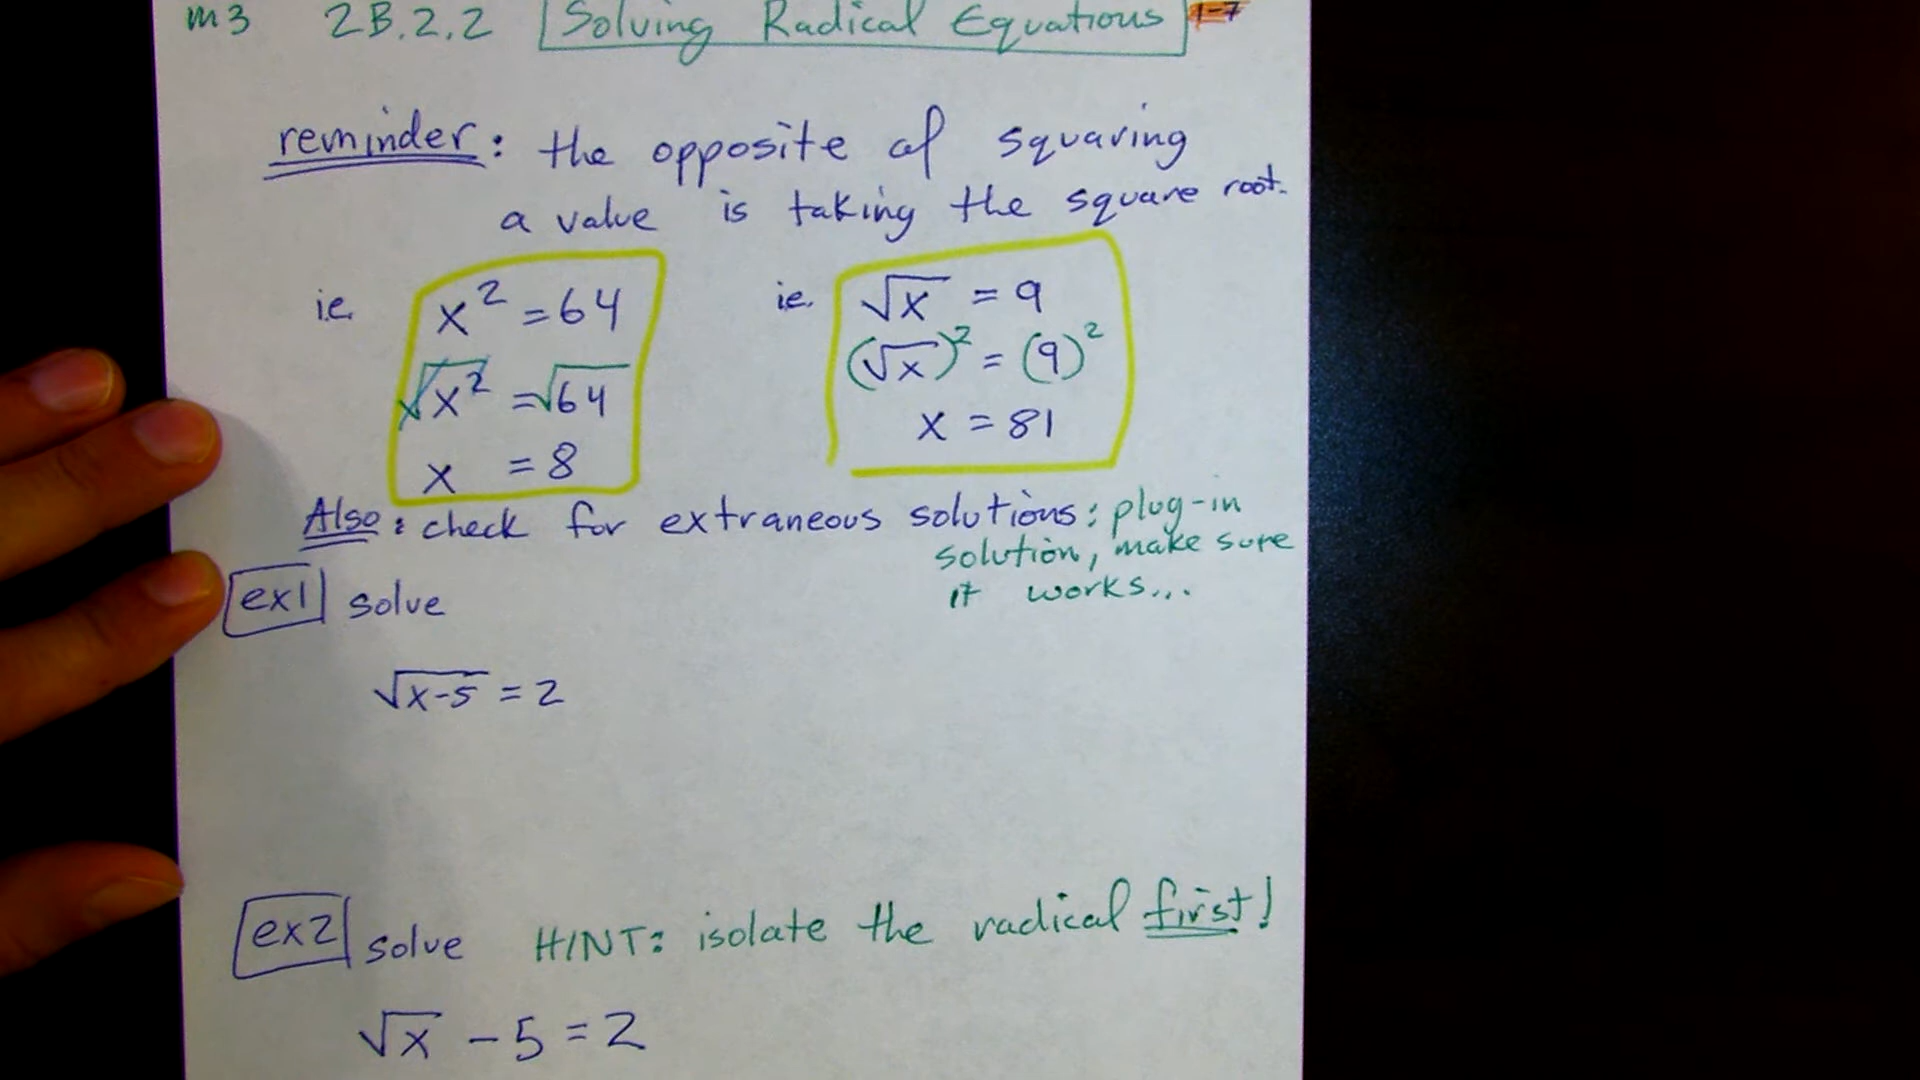 m3 2B.2.2 Solving Radical Equations 1-7
reminder: the opposite of squaring
a value is taking the square root.
i.e. x² = 64
√x² = √64
x = 8
i.e. √x = 9
(√x)² = (9)²
x = 81
Also: check for extraneous solutions: plug-in
solution, make sure
it works...
ex1 solve
√x-5 = 2
ex2 solve HINT: isolate the radical first!
√x - 5 = 2